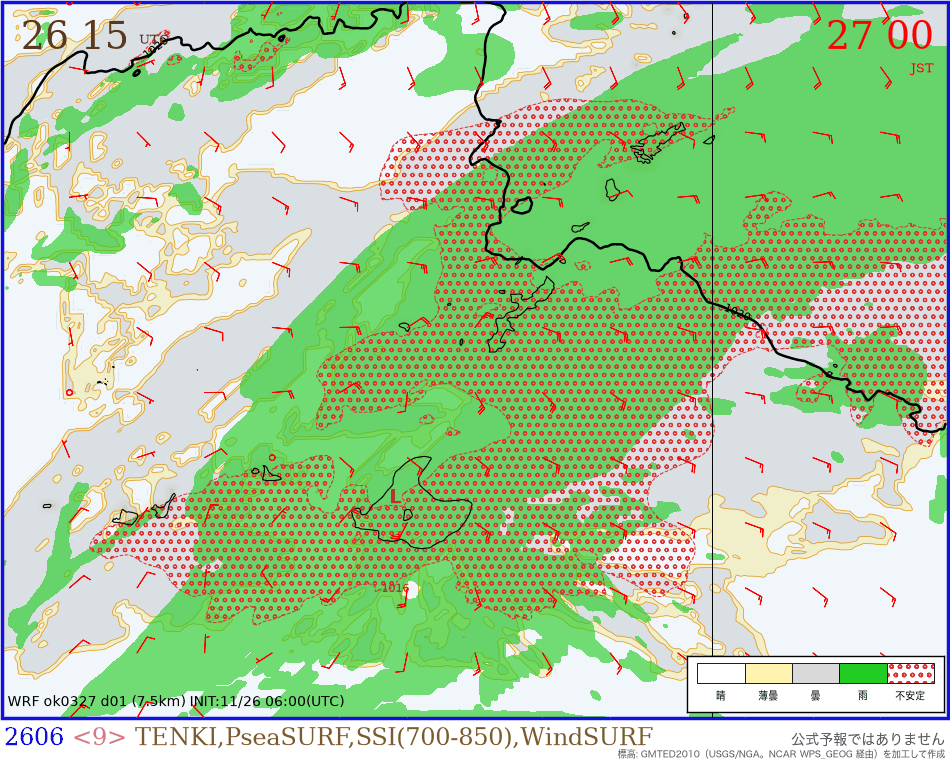 26 15 UTC
27 00
JST
1020
1020
L
1016
WRF ok0327 d01 (7.5km) INIT:11/26 06:00(UTC)
晴 薄曇 曇 雨 不安定
2606 <9> TENKI,PseaSURF,SSI(700-850),WindSURF
公式予報ではありません
標高: GMTED2010（USGS/NGA。NCAR WPS_GEOG 経由）を加工して作成